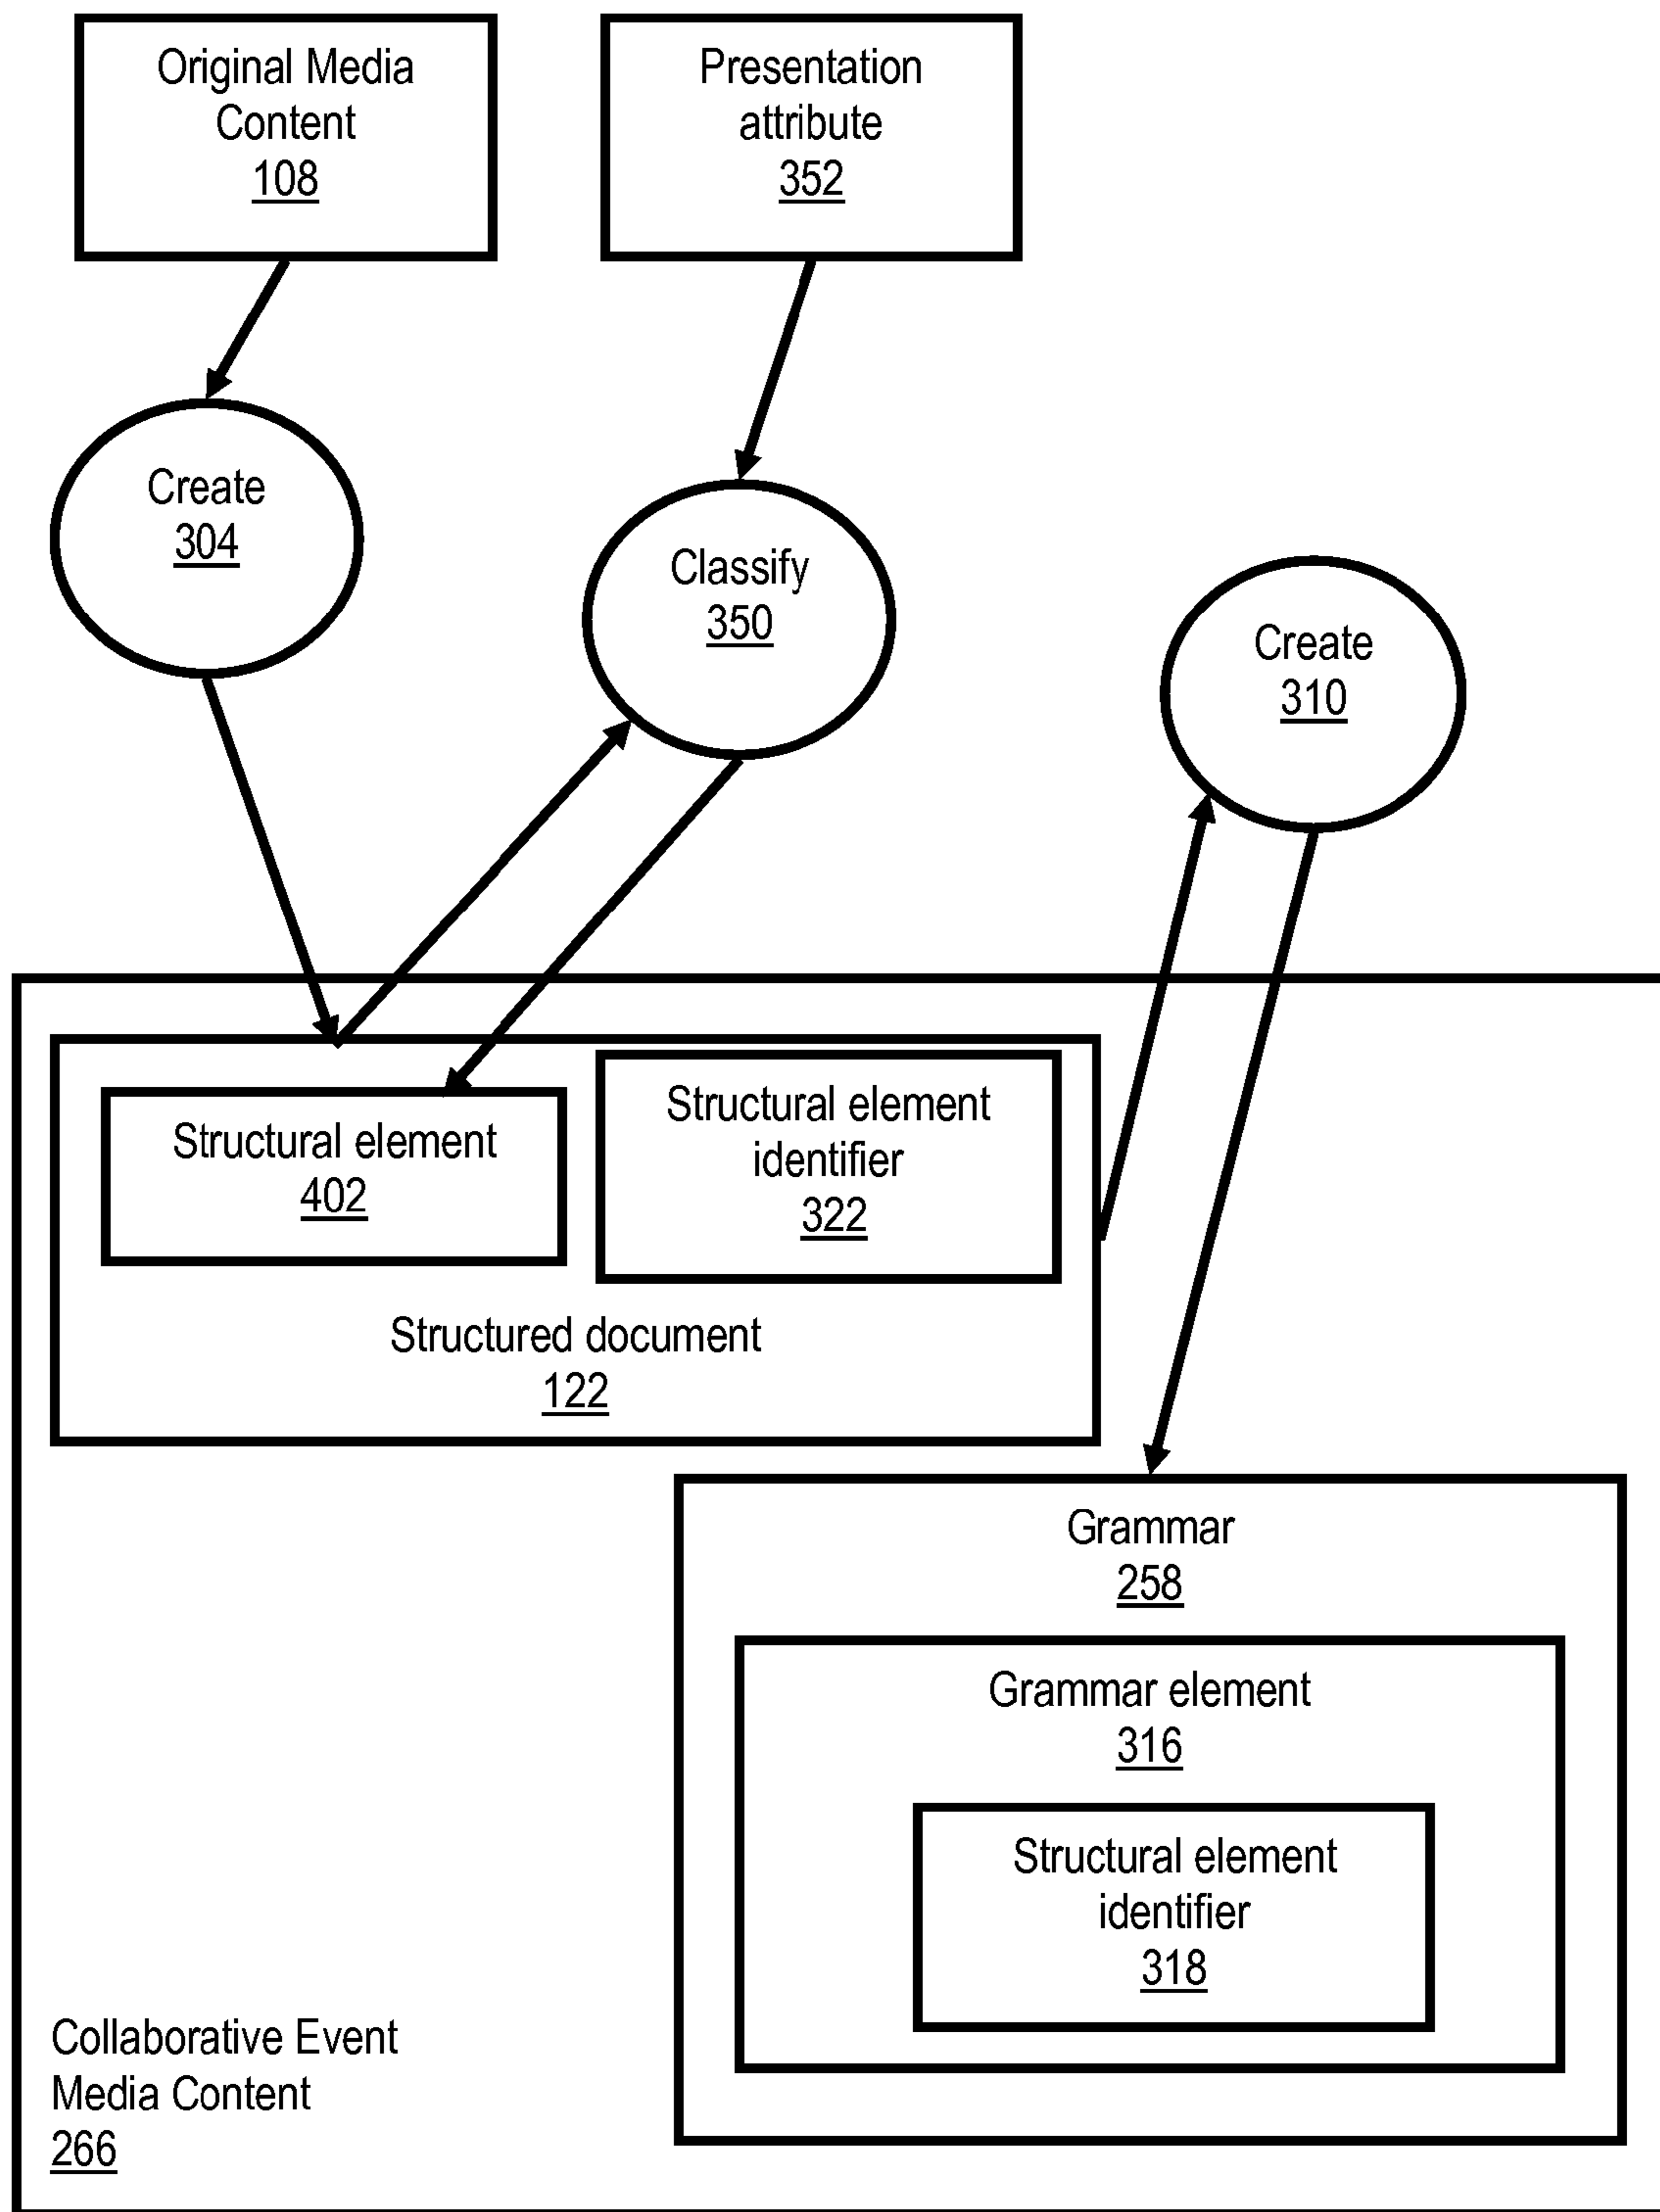 Original Media
Content
108
Presentation
attribute
352
Create
304
Classify
350
Create
310
Structural element
402
Structural element
identifier
322
Structured document
122
Grammar
258
Grammar element
316
Structural element
identifier
318
Collaborative Event
Media Content
266